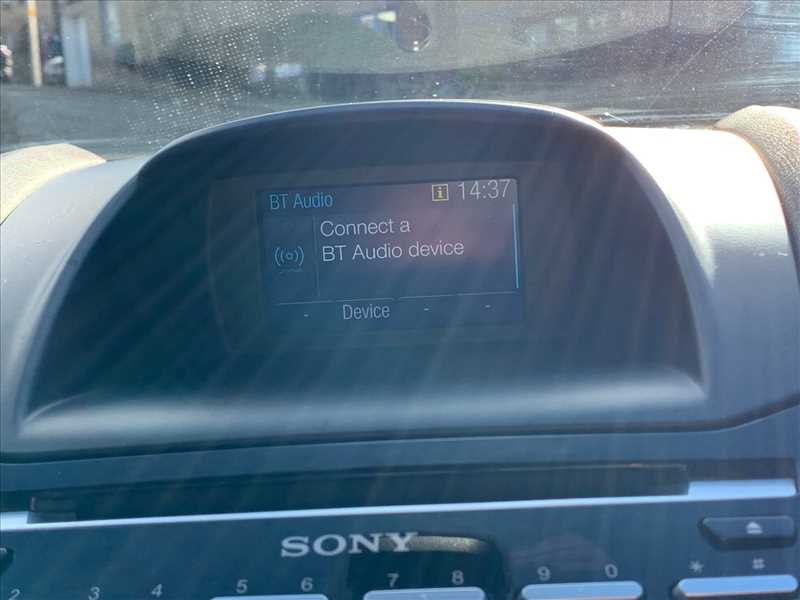 BT Audio i 14:37
Connect a
BT Audio device
- Device - -
SONY
2 3 4 5 6 7 8 9 0 * #